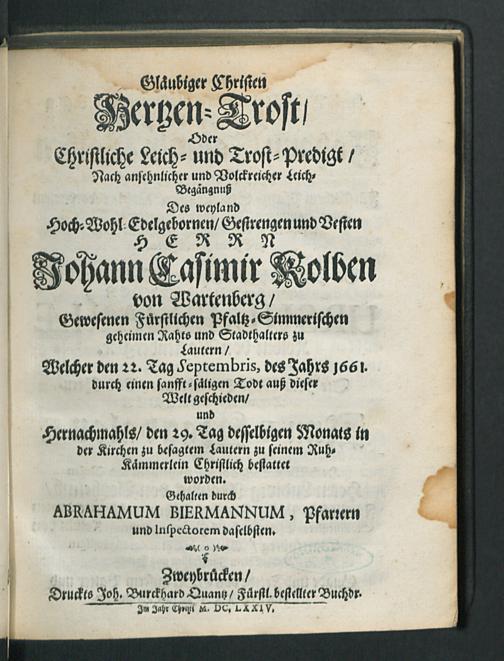 Gläubiger Christen
Hertzen-Trost/
Oder
Christliche Leich- und Trost-Predigt/
Nach ansehnlicher und Volckreicher Leich-
Begängnuß
Des weyland
Hoch-Wohl-Edelgebornen/ Gestrengen und Vesten
HERRN
Johann Casimir Kolben
von Wartenberg/
Gewesenen Fürstlichen Pfaltz-Simmerischen
geheimen Rahts und Stadthalters zu
Lautern/
Welcher den 22. Tag Septembris, des Jahrs 1661.
durch einen sanfft-säligen Todt auß dieser
Welt geschieden/
und
Hernachmahls/ den 29. Tag desselbigen Monats in
der Kirchen zu besagtem Lautern zu seinem Ruh-
Kämmerlein Christlich bestattet
worden.
Gehalten durch
ABRAHAMUM BIERMANNUM, Pfarrern
und Inspectorem daselbsten.
Zweybrücken/
Druckts Joh. Burckhard Quantz/ Fürstl. bestellter Buchdr.
Im Jahr Christi M. DC. LXXIV.